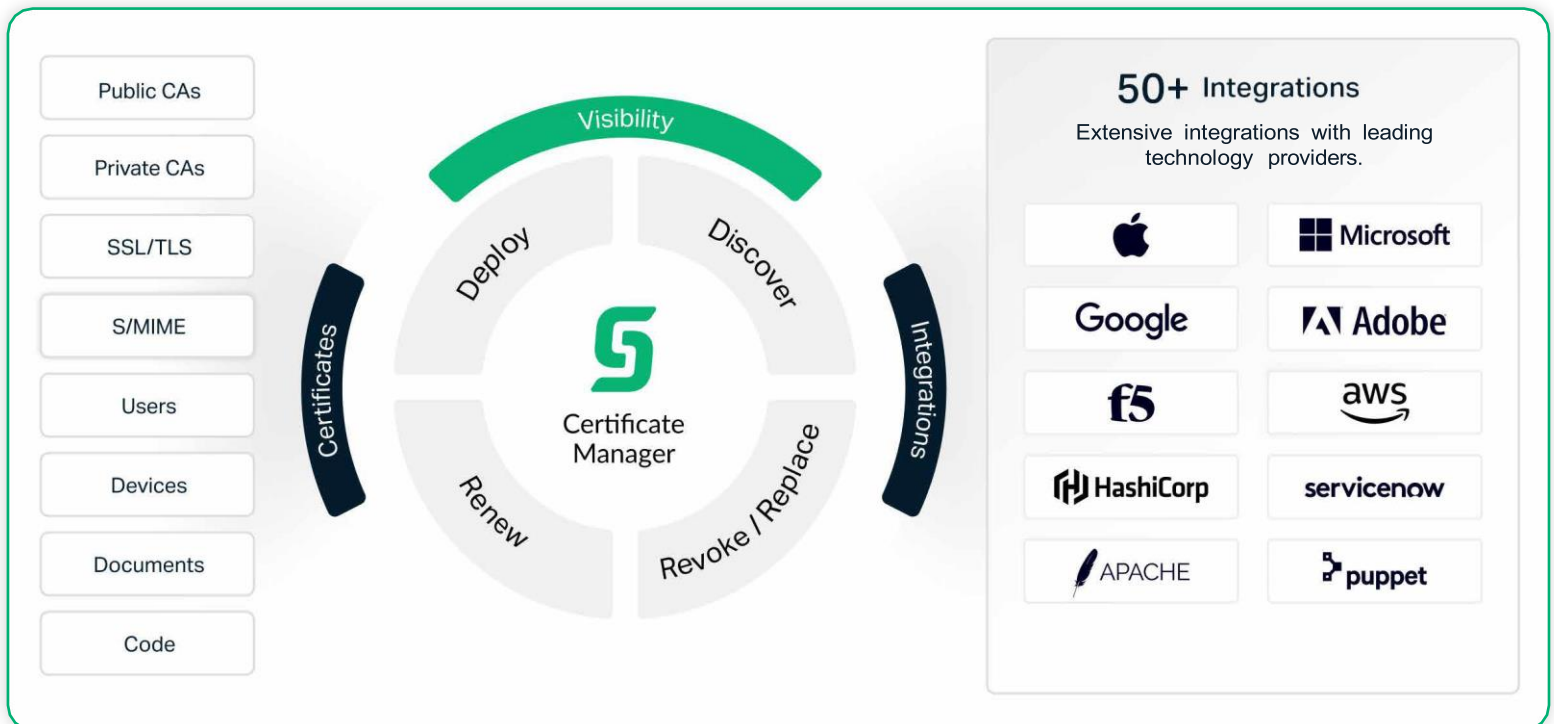 Public CAs
Private CAs
SSL/TLS
S/MIME
Users
Devices
Documents
Code
Visibility
Certificates
Integrations
Deploy
Discover
Renew
Revoke / Replace
Certificate
Manager
50+ Integrations
Extensive integrations with leading
technology providers.
Microsoft
Google
Adobe
f5
aws
HashiCorp
servicenow
APACHE
puppet